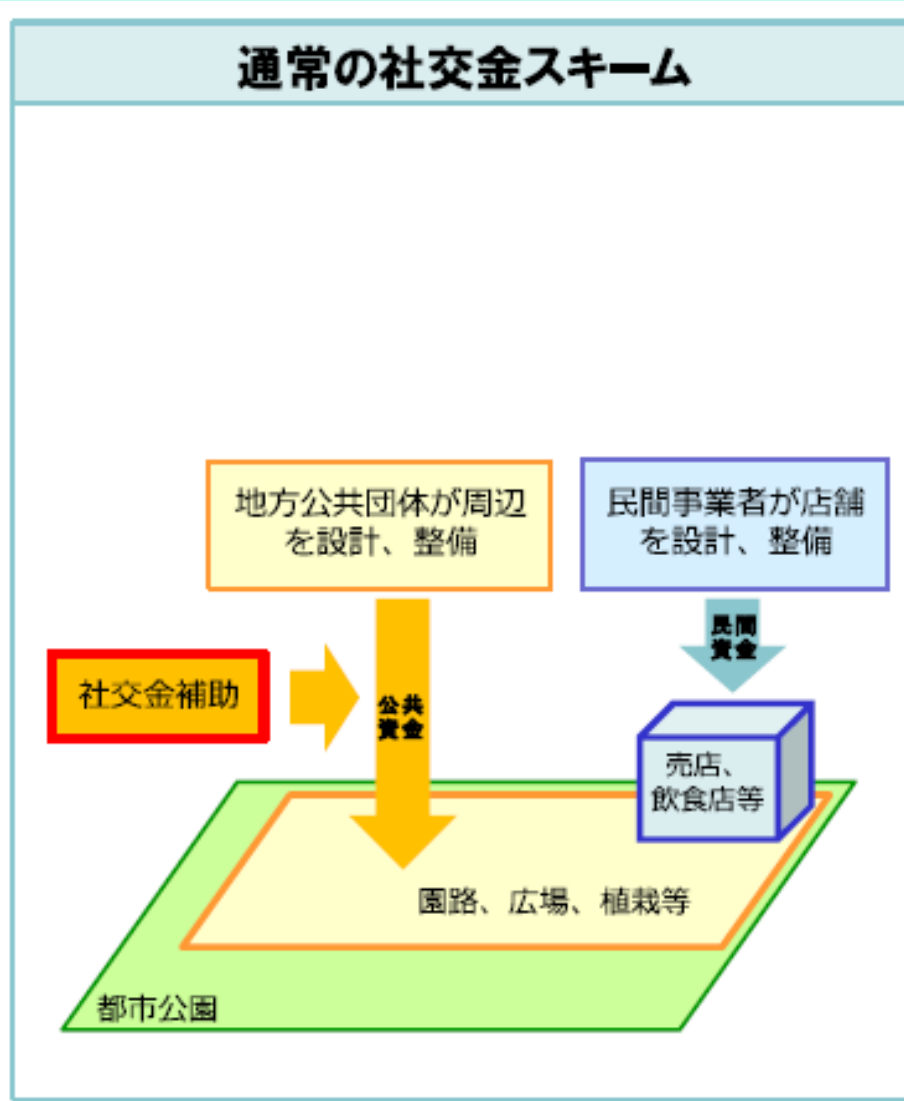 通常の社交金スキーム
地方公共団体が周辺
を設計、整備
民間事業者が店舗
を設計、整備
民間
資金
社交金補助
公共
資金
売店、
飲食店等
園路、広場、植栽等
都市公園